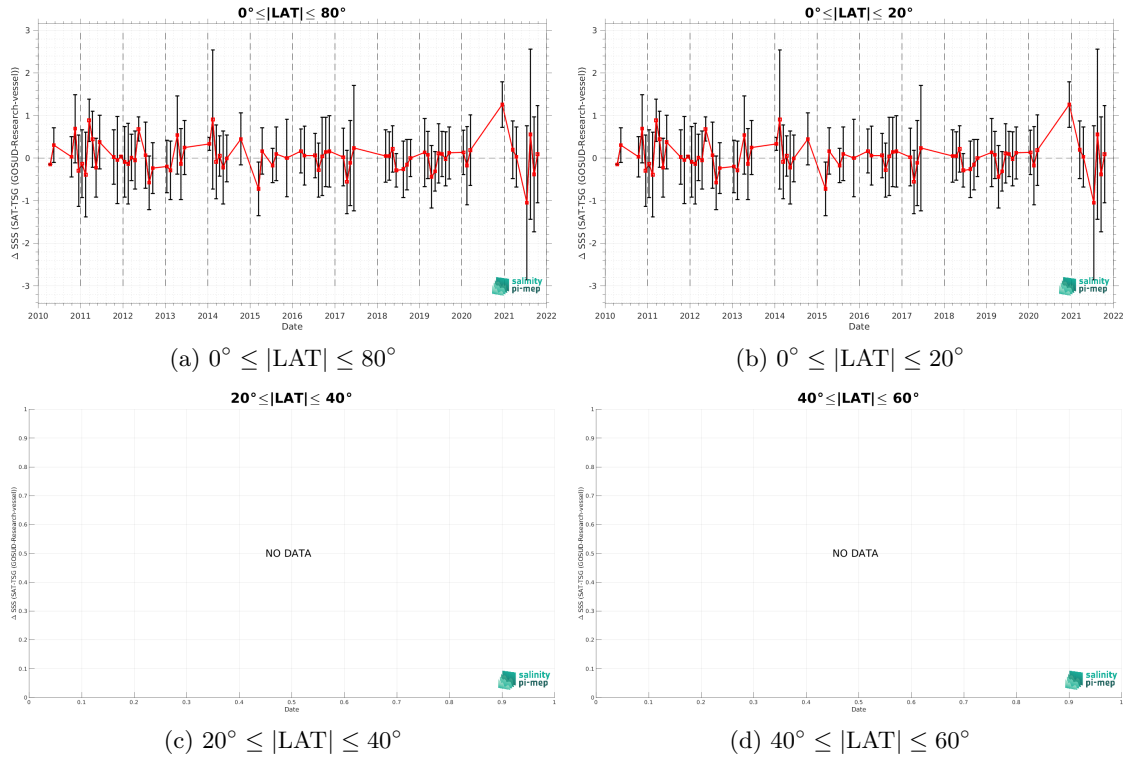 0°≤|LAT|≤ 80°
3
2
1
0
-1
-2
-3
Δ SSS (SAT-TSG (GOSUD-Research-vessel))
2010 2011 2012 2013 2014 2015 2016 2017 2018 2019 2020 2021 2022
Date
salinity
pi-mep
(a) 0° ≤ |LAT| ≤ 80°
0°≤|LAT|≤ 20°
3
2
1
0
-1
-2
-3
Δ SSS (SAT-TSG (GOSUD-Research-vessel))
2010 2011 2012 2013 2014 2015 2016 2017 2018 2019 2020 2021 2022
Date
salinity
pi-mep
(b) 0° ≤ |LAT| ≤ 20°
20°≤|LAT|≤ 40°
1
0.9
0.8
0.7
0.6
0.5
0.4
0.3
0.2
0.1
0
Δ SSS (SAT-TSG (GOSUD-Research-vessel))
NO DATA
0 0.1 0.2 0.3 0.4 0.5 0.6 0.7 0.8 0.9 1
Date
salinity
pi-mep
(c) 20° ≤ |LAT| ≤ 40°
40°≤|LAT|≤ 60°
1
0.9
0.8
0.7
0.6
0.5
0.4
0.3
0.2
0.1
0
Δ SSS (SAT-TSG (GOSUD-Research-vessel))
NO DATA
0 0.1 0.2 0.3 0.4 0.5 0.6 0.7 0.8 0.9 1
Date
salinity
pi-mep
(d) 40° ≤ |LAT| ≤ 60°